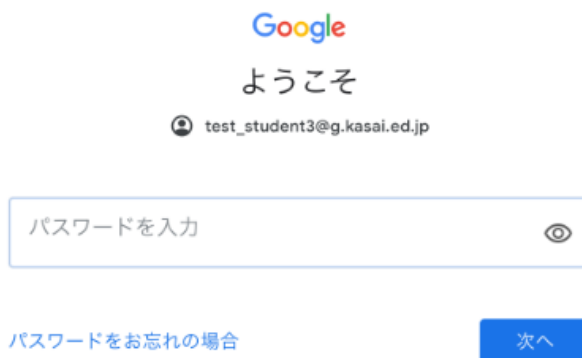 Google
ようこそ
test_student3@g.kasai.ed.jp
パスワードを入力
パスワードをお忘れの場合
次へ